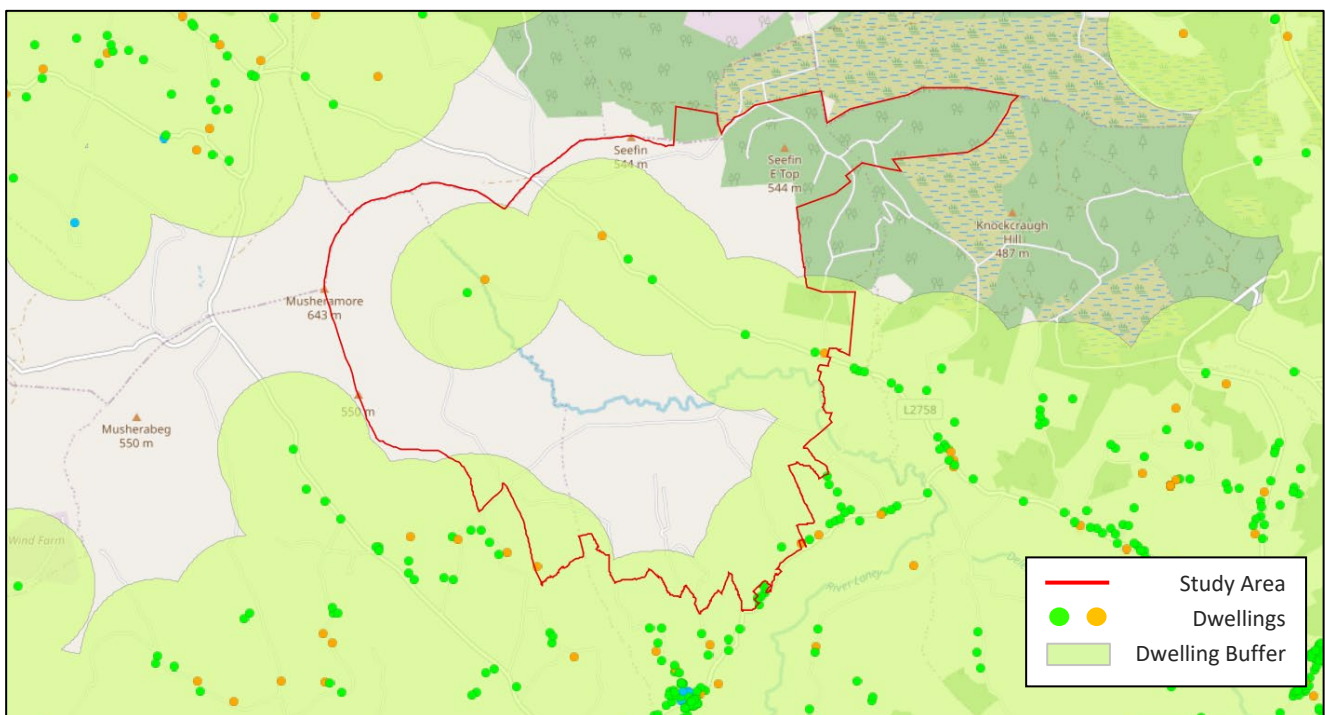 Seefin
544 m
Seefin
E Top
544 m
Knockcraugh
Hill
487 m
Musheramore
643 m
550 m
Musherabeg
550 m
L2758
Wind Farm
River Laney
Study Area
Dwellings
Dwelling Buffer